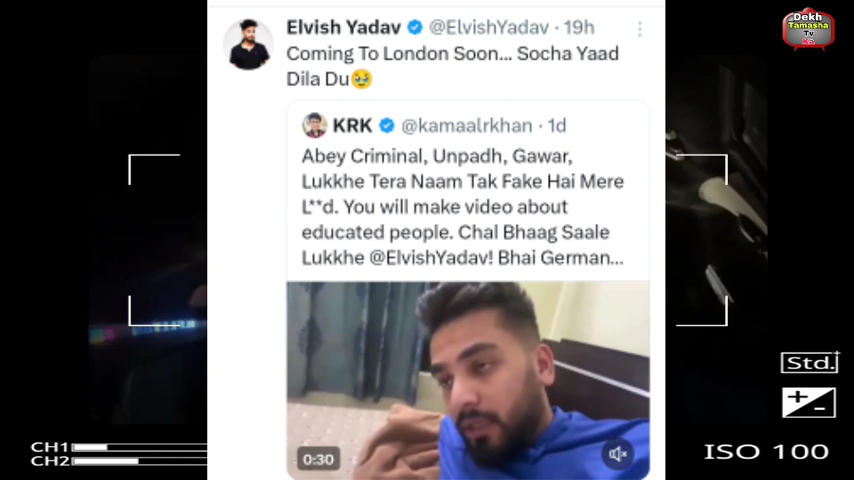 Elvish Yadav @ElvishYadav · 19h
Coming To London Soon... Socha Yaad
Dila Du🥹
KRK @kamaalrkhan · 1d
Abey Criminal, Unpadh, Gawar,
Lukkhe Tera Naam Tak Fake Hai Mere
L**d. You will make video about
educated people. Chal Bhaag Saale
Lukkhe @ElvishYadav! Bhai German...
0:30
Dekh
Tamasha
Tv
Ka
Std.
CH1
CH2
ISO 100